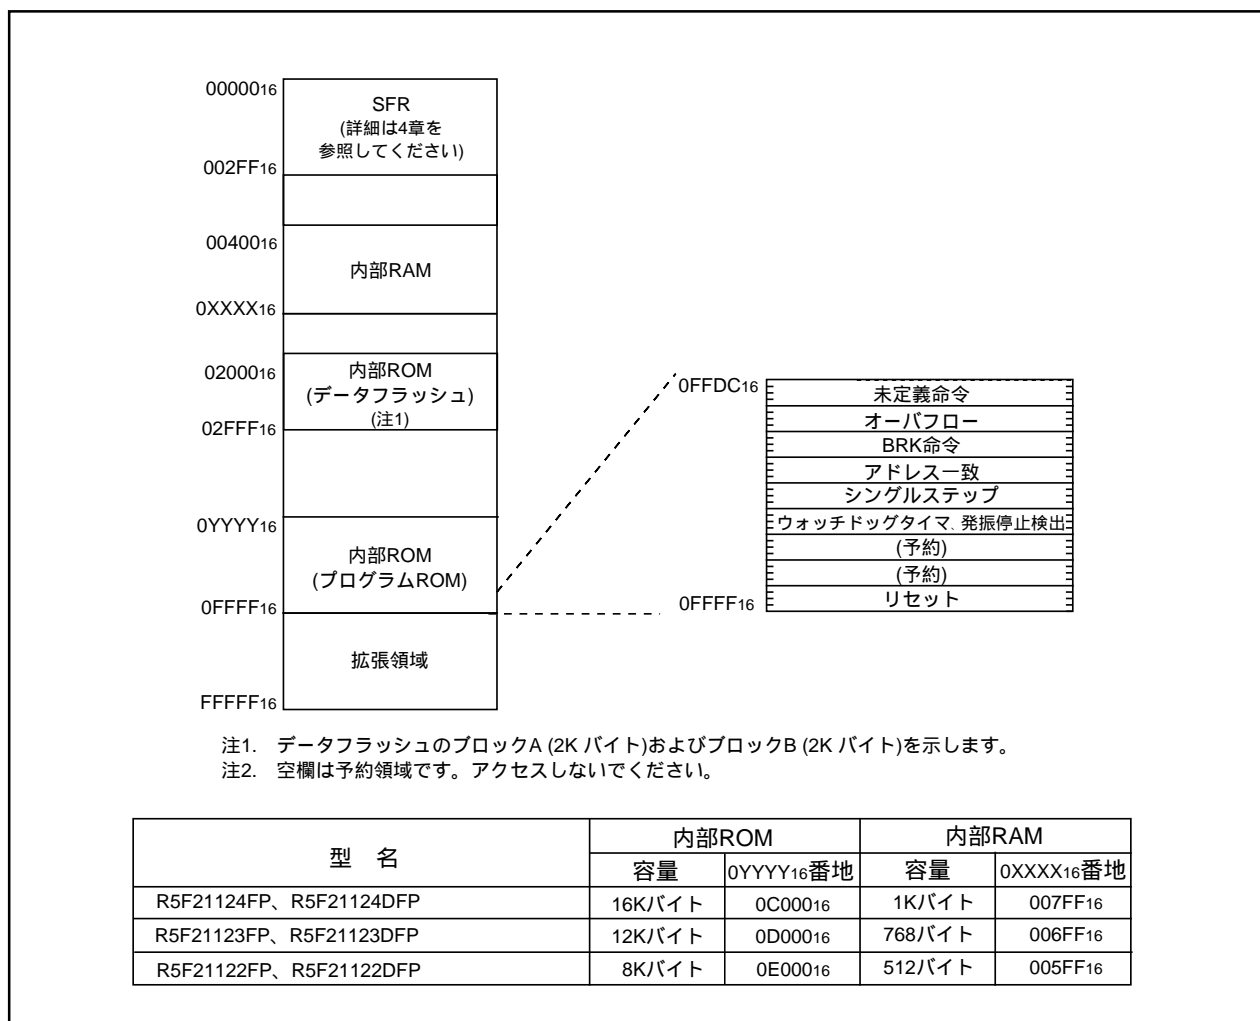 0000016
SFR
(詳細は4章を
参照してください)
002FF16
0040016
内部RAM
0XXXX16
0200016
内部ROM
(データフラッシュ)
(注1)
02FFF16
0YYYY16
内部ROM
(プログラムROM)
0FFFF16
拡張領域
FFFFF16
0FFDC16
未定義命令
オーバフロー
BRK命令
アドレス一致
シングルステップ
ウォッチドッグタイマ、発振停止検出
(予約)
(予約)
リセット
0FFFF16
注1. データフラッシュのブロックA (2K バイト)およびブロックB (2K バイト)を示します。
注2. 空欄は予約領域です。アクセスしないでください。
型 名 内部ROM 内部RAM
容量 0YYYY16番地 容量 0XXXX16番地
R5F21124FP、R5F21124DFP 16Kバイト 0C00016 1Kバイト 007FF16
R5F21123FP、R5F21123DFP 12Kバイト 0D00016 768バイト 006FF16
R5F21122FP、R5F21122DFP 8Kバイト 0E00016 512バイト 005FF16